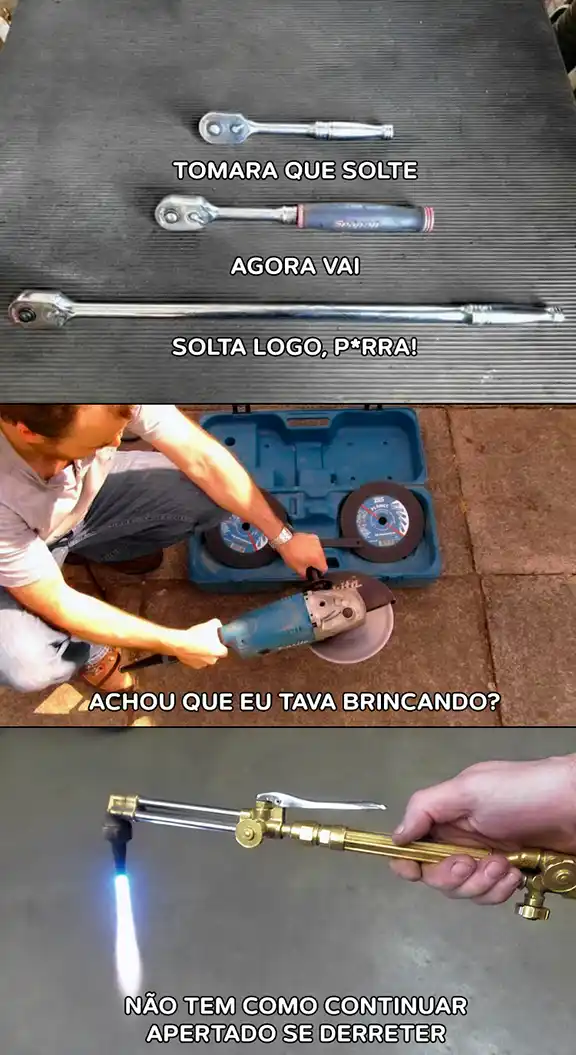 TOMARA QUE SOLTE
AGORA VAI
SOLTA LOGO, P*RRA!
ACHOU QUE EU TAVA BRINCANDO?
NÃO TEM COMO CONTINUAR
APERTADO SE DERRETER